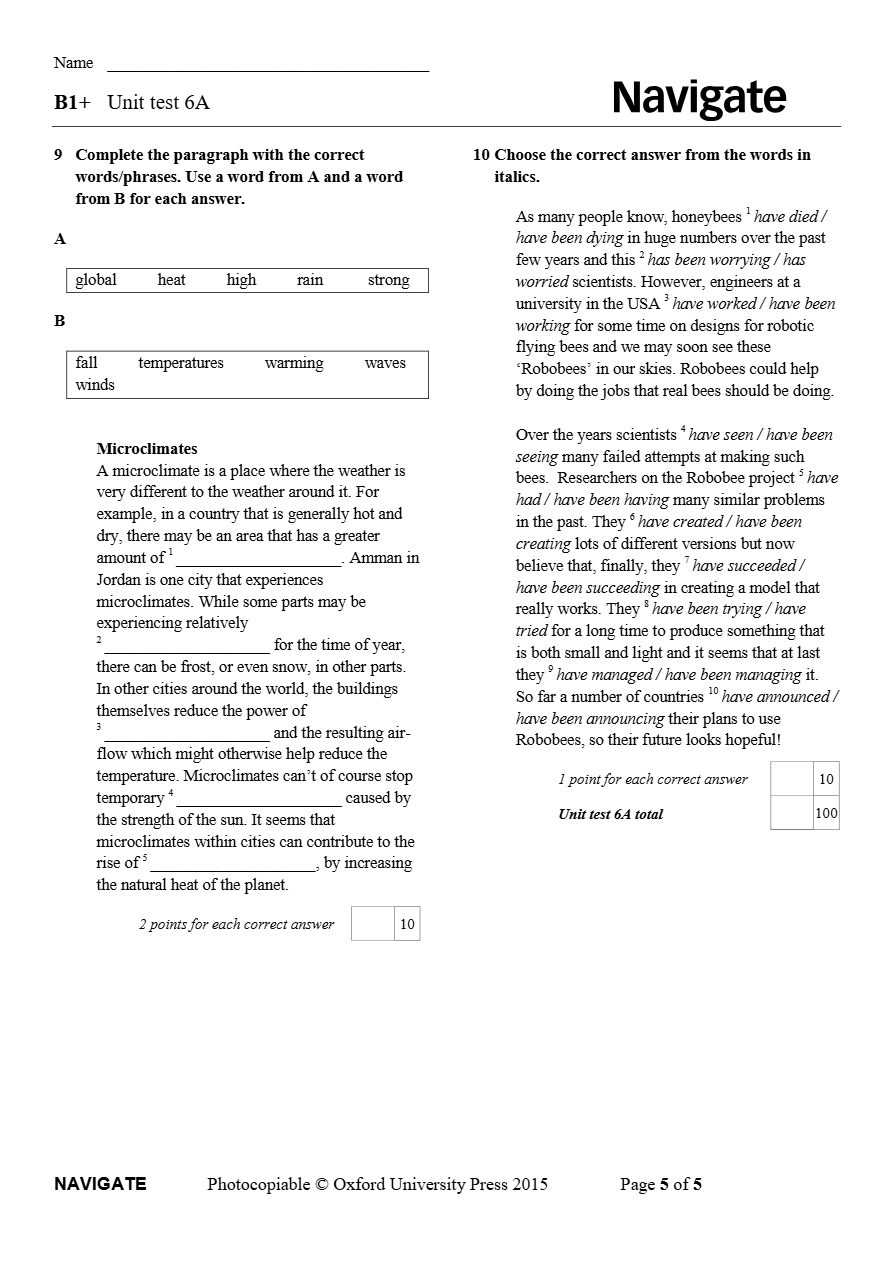 Name ______________________________________
B1+ Unit test 6A
Navigate
9 Complete the paragraph with the correct
words/phrases. Use a word from A and a word
from B for each answer.
A
global heat high rain strong
B
fall temperatures warming waves
winds
Microclimates
A microclimate is a place where the weather is
very different to the weather around it. For
example, in a country that is generally hot and
dry, there may be an area that has a greater
amount of 1 ____________________. Amman in
Jordan is one city that experiences
microclimates. While some parts may be
experiencing relatively
2 ____________________ for the time of year,
there can be frost, or even snow, in other parts.
In other cities around the world, the buildings
themselves reduce the power of
3 ____________________ and the resulting air-
flow which might otherwise help reduce the
temperature. Microclimates can’t of course stop
temporary 4 ____________________ caused by
the strength of the sun. It seems that
microclimates within cities can contribute to the
rise of 5 ____________________, by increasing
the natural heat of the planet.
2 points for each correct answer 10
10 Choose the correct answer from the words in
italics.
As many people know, honeybees 1 have died /
have been dying in huge numbers over the past
few years and this 2 has been worrying / has
worried scientists. However, engineers at a
university in the USA 3 have worked / have been
working for some time on designs for robotic
flying bees and we may soon see these
‘Robobees’ in our skies. Robobees could help
by doing the jobs that real bees should be doing.
Over the years scientists 4 have seen / have been
seeing many failed attempts at making such
bees. Researchers on the Robobee project 5 have
had / have been having many similar problems
in the past. They 6 have created / have been
creating lots of different versions but now
believe that, finally, they 7 have succeeded /
have been succeeding in creating a model that
really works. They 8 have been trying / have
tried for a long time to produce something that
is both small and light and it seems that at last
they 9 have managed / have been managing it.
So far a number of countries 10 have announced /
have been announcing their plans to use
Robobees, so their future looks hopeful!
1 point for each correct answer 10
Unit test 6A total 100
NAVIGATE Photocopiable © Oxford University Press 2015 Page 5 of 5